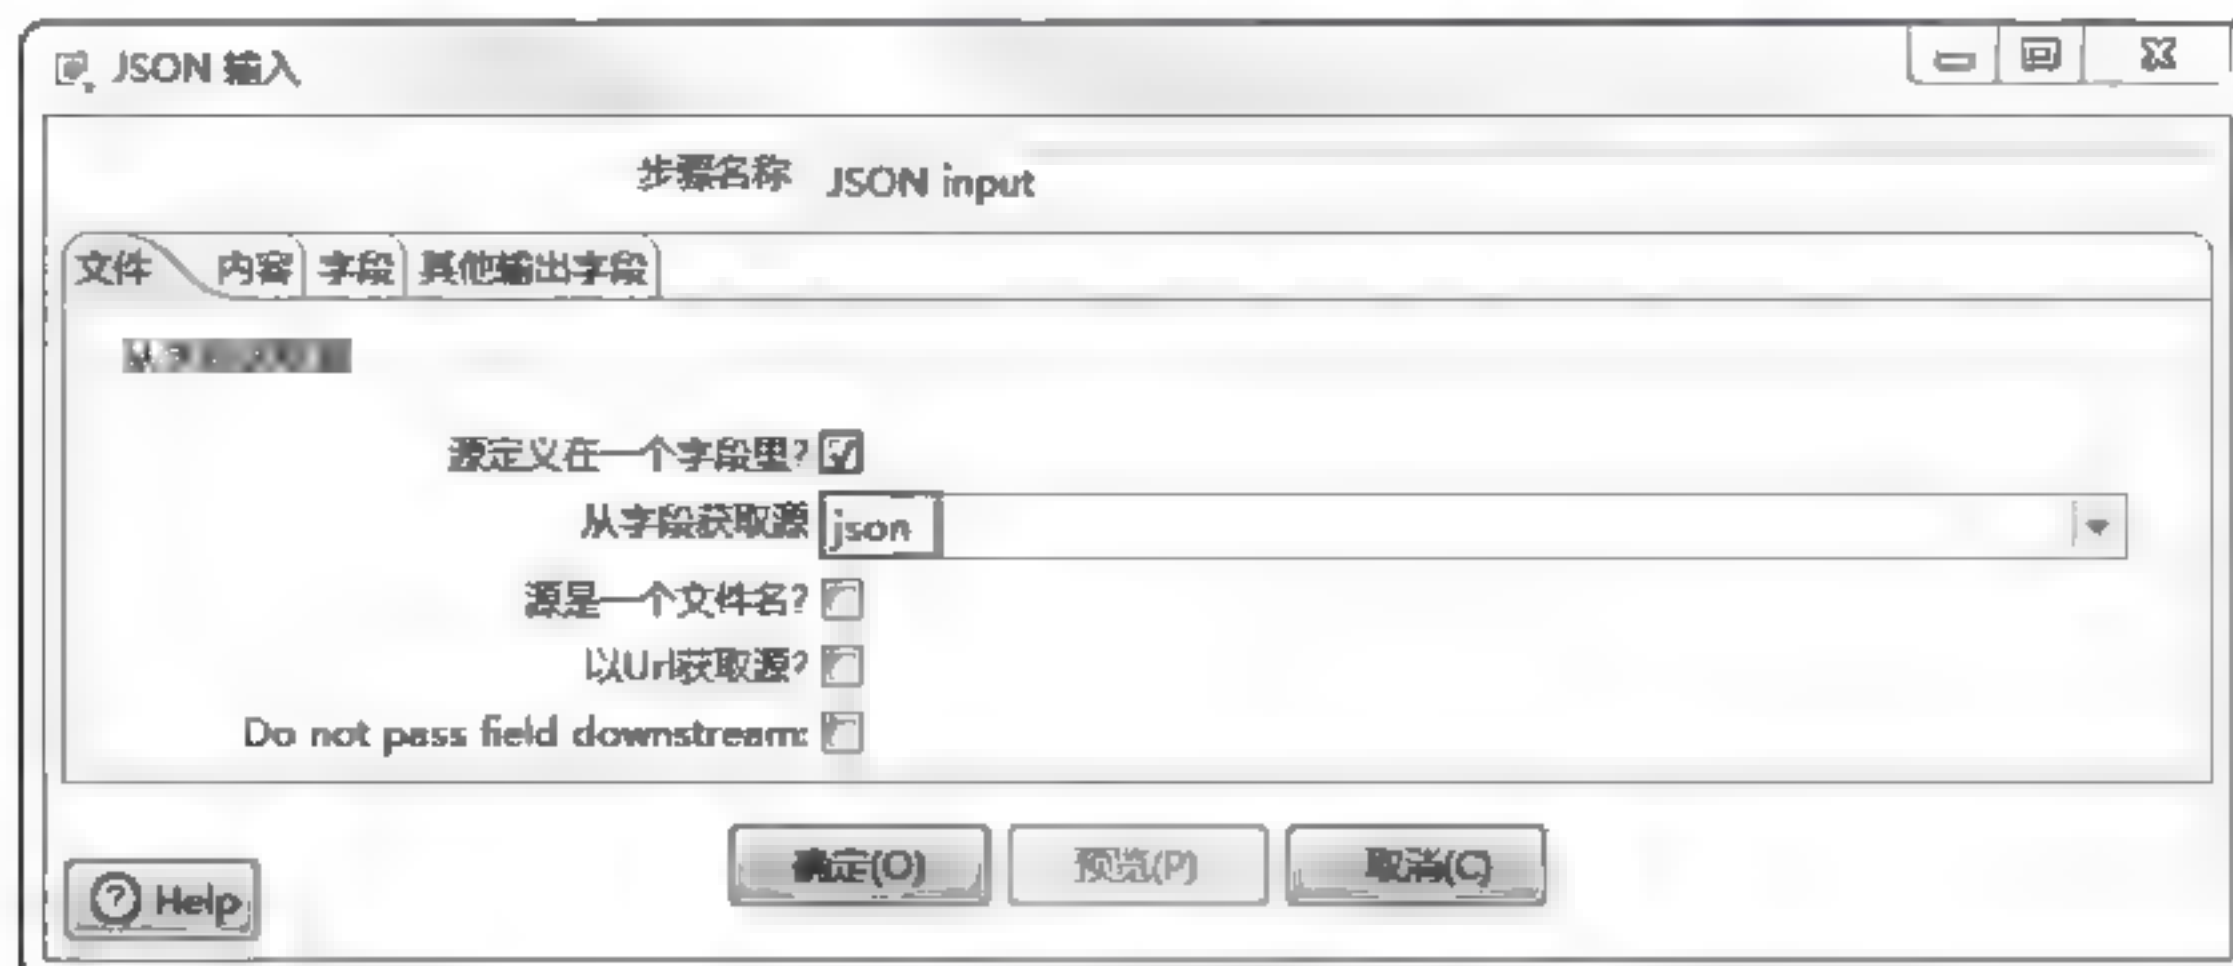 JSON 输入
步骤名称 JSON input
文件 内容 字段 其他输出字段
源定义在一个字段里?
从字段获取源 json
源是一个文件名?
以Url获取源?
Do not pass field downstream:
确定(O) 预览(P) 取消(C)
Help